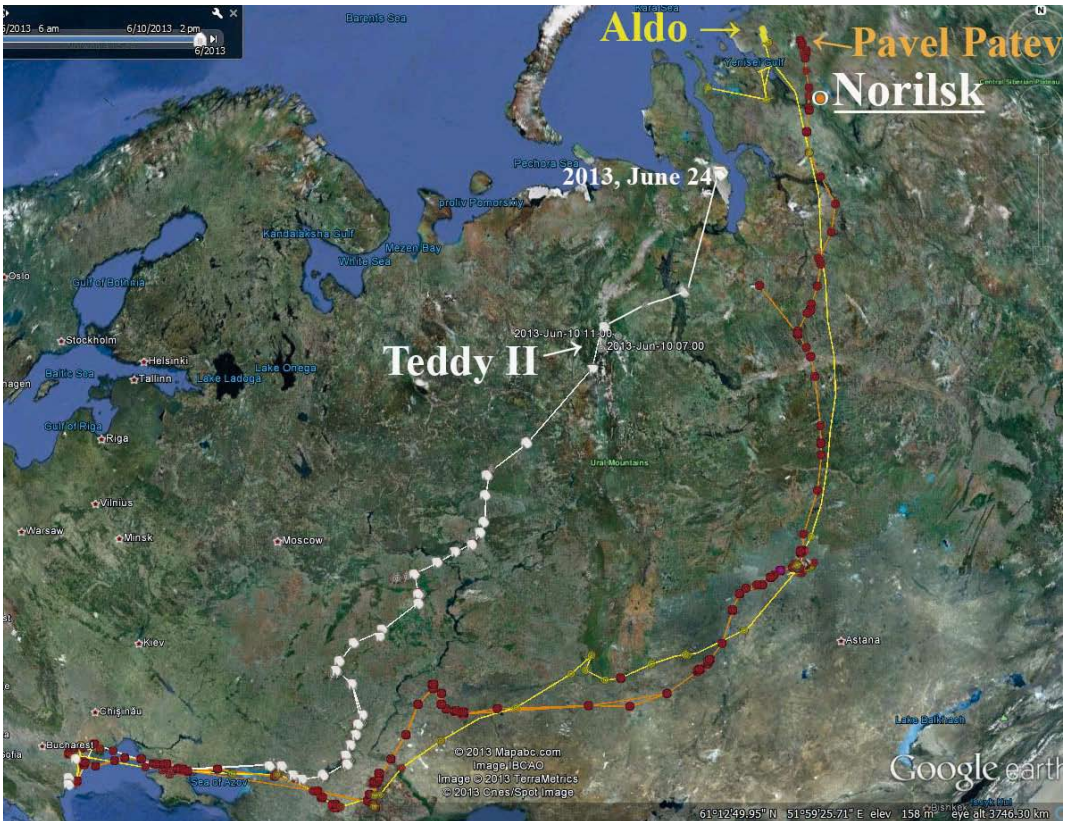 5/2013 6 am 6/10/2013 2 pm
6/2013
Barents Sea
Kara Sea
N
Aldo
Pavel Patev
Yenisei Gulf
Central Siberian Plateau
Norilsk
Pechora Sea
2013, June 24
proliv Pomorskiy
Kandalaksha Gulf
Mezen Bay
White Sea
Oslo
Gulf of Bothnia
2013-Jun-10 11:00
2013-Jun-10 07:00
Stockholm
Teddy II
Helsinki
Lake Onega
Baltic Sea
Tallinn
Lake Ladoga
nhagen
Gulf of Riga
Riga
Ural Mountains
Vilnius
Warsaw
Minsk
Moscow
Kiev
Astana
Chişinău
Lake Balkhash
Bucharest
Sofia
Sea of Azov
© 2013 Mapabc.com
Image IBCAO
Image © 2013 TerraMetrics
© 2013 Cnes/Spot Image
Google earth
Bishkek
61°12'49.95" N 51°59'25.71" E elev 158 m eye alt 3746.30 km